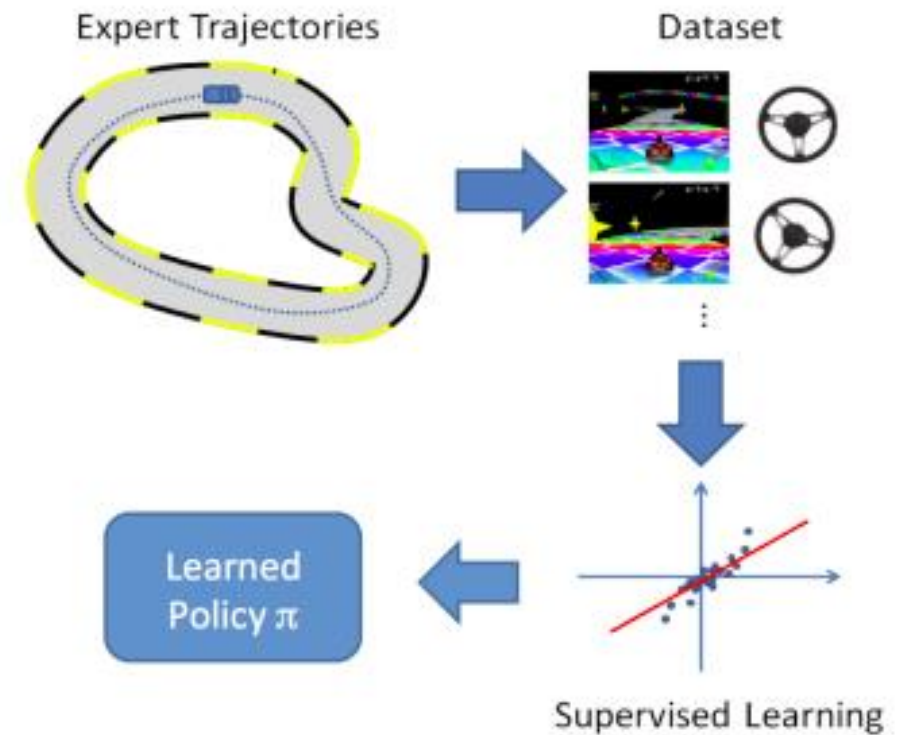 Expert Trajectories
Dataset
Learned
Policy π
Supervised Learning